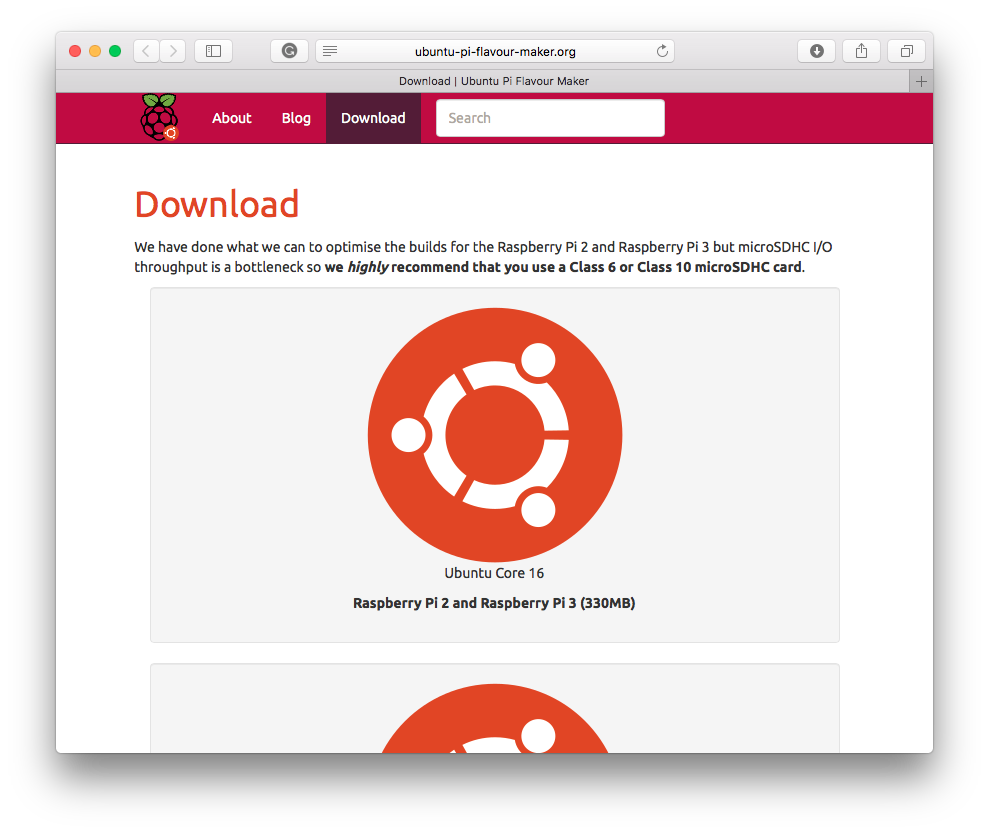 ubuntu-pi-flavour-maker.org
Download | Ubuntu Pi Flavour Maker
About Blog Download Search
Download
We have done what we can to optimise the builds for the Raspberry Pi 2 and Raspberry Pi 3 but microSDHC I/O
throughput is a bottleneck so we highly recommend that you use a Class 6 or Class 10 microSDHC card.
Ubuntu Core 16
Raspberry Pi 2 and Raspberry Pi 3 (330MB)